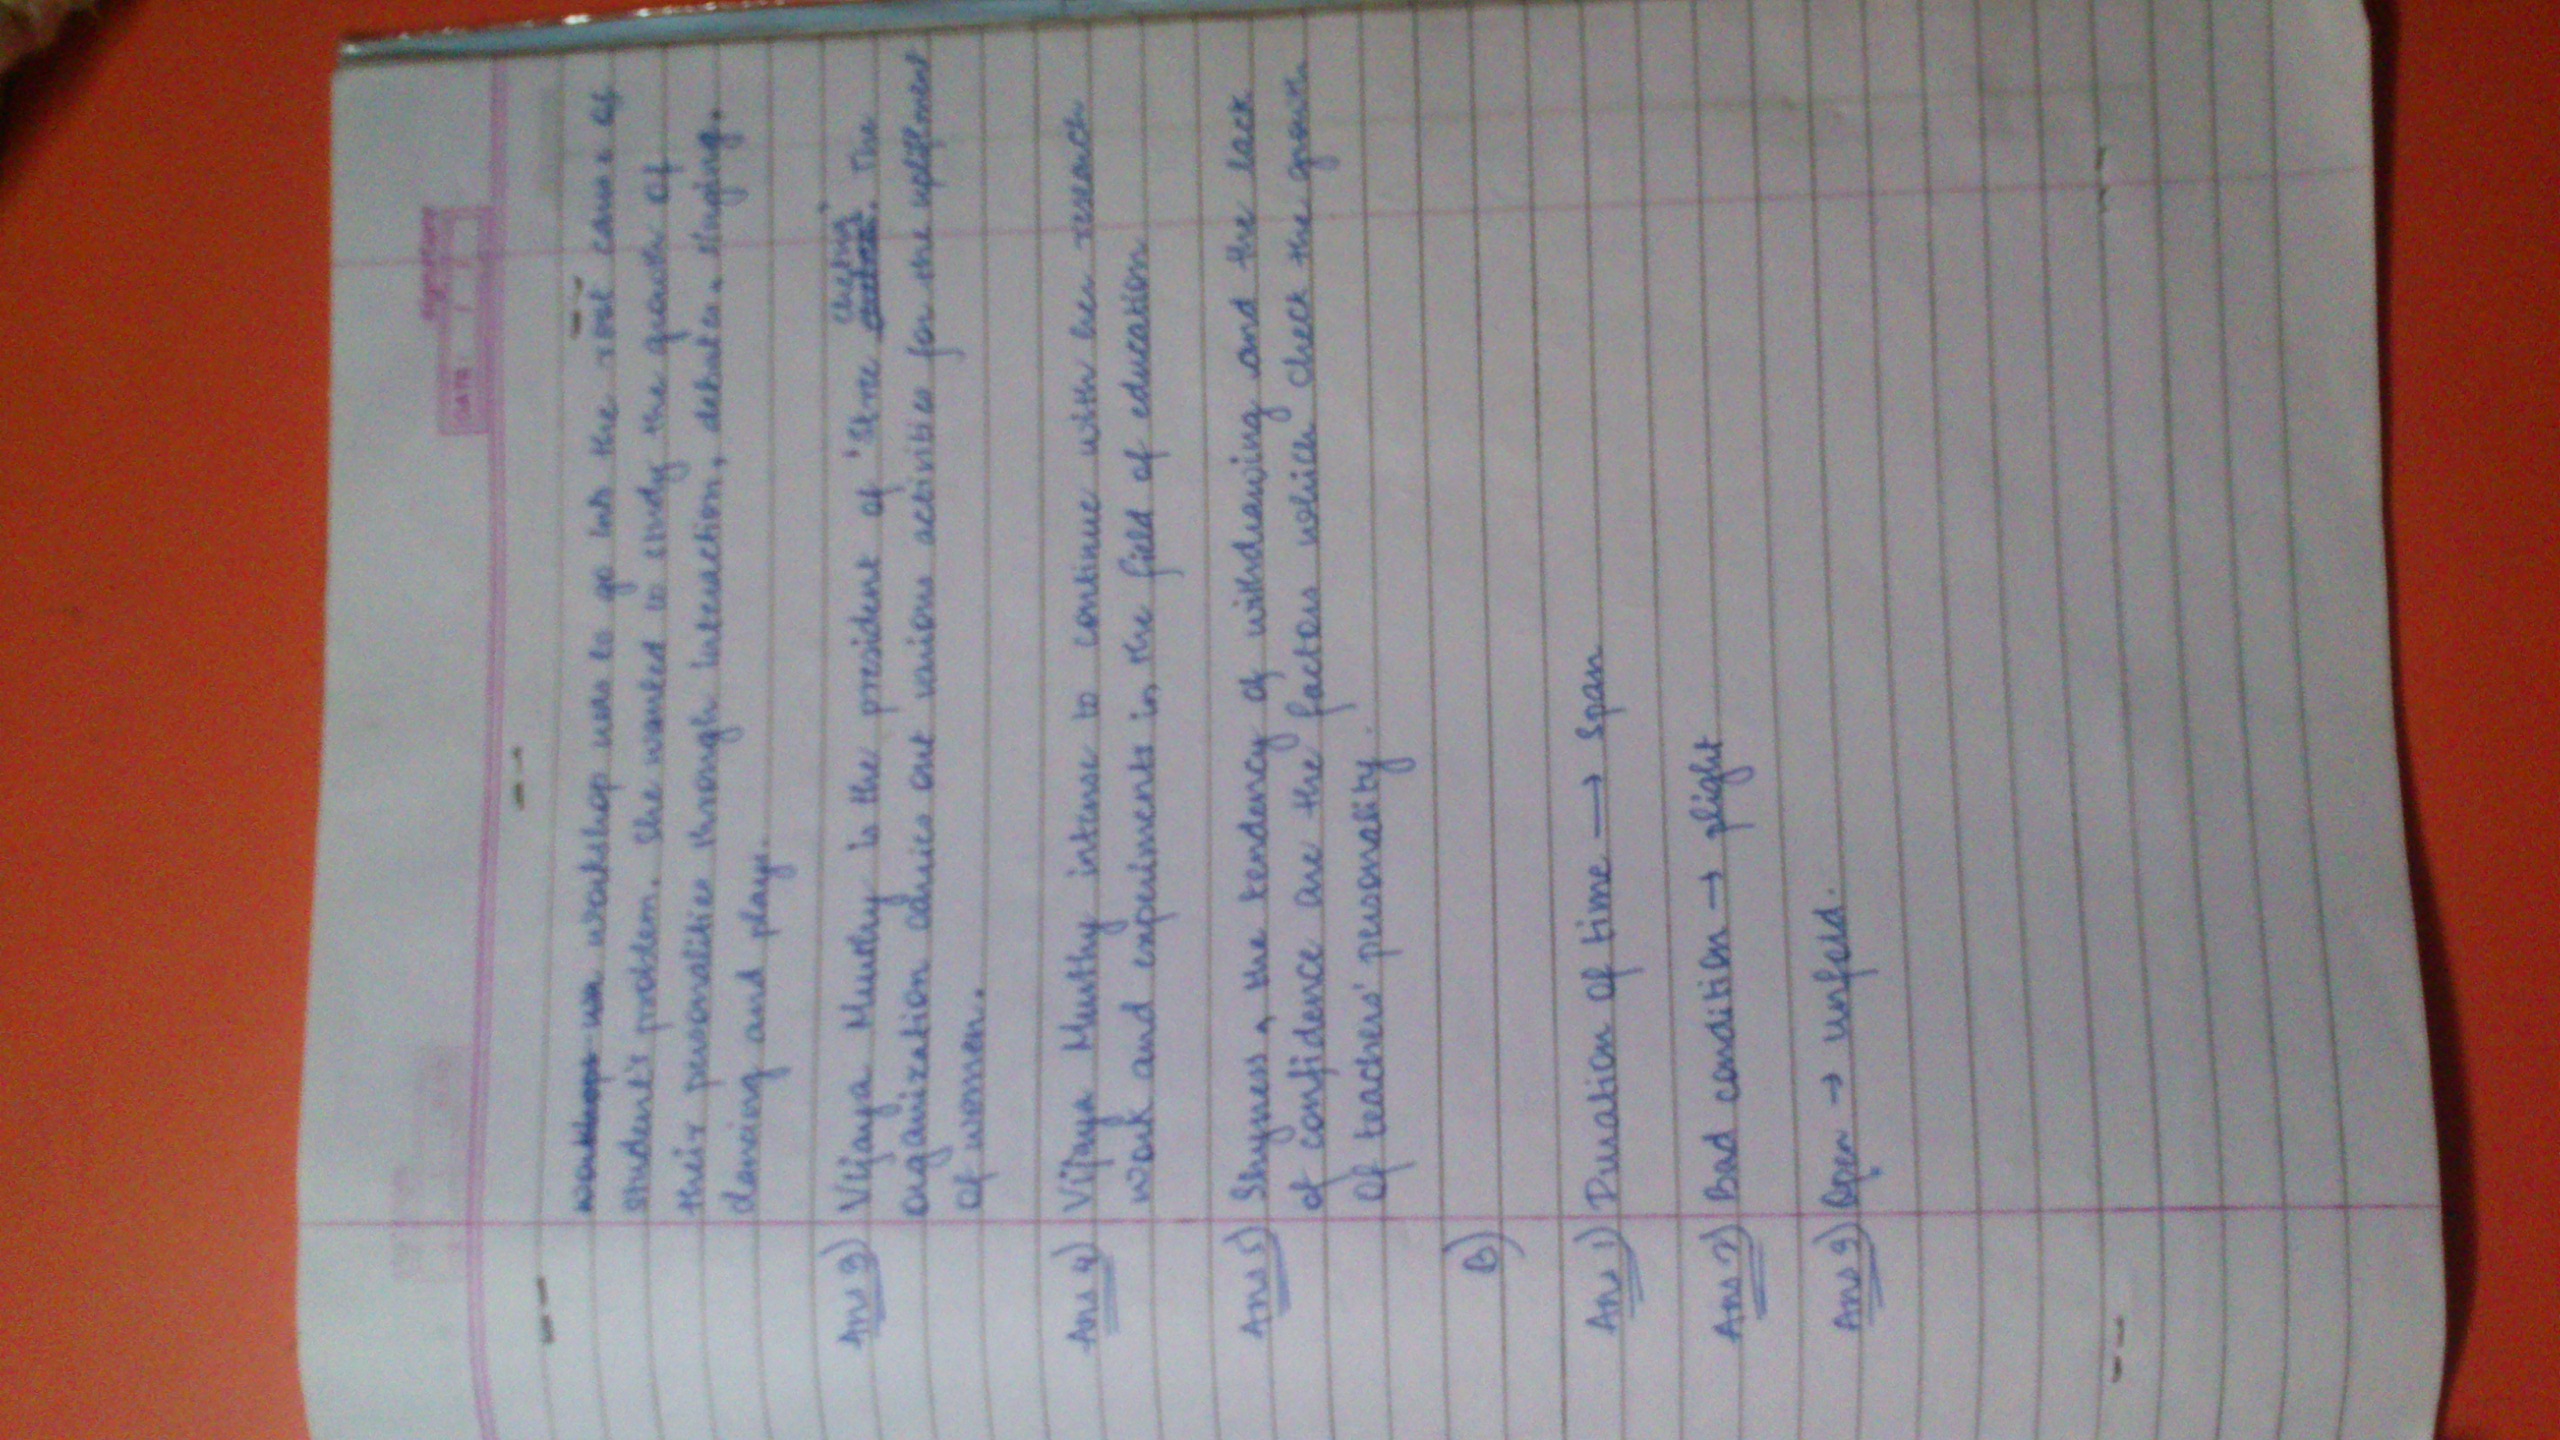 Signature
DATE: / /
workshop was to go into the root cause of
student's problem. She wanted to study the growth of
their personalities through interaction, debates, singing,
dancing and plays.
Ans 3) Vijaya Murthy is the president of 'Stree'. The
organization carries out various activities for the upliftment
of women.
Ans 4) Vijaya Murthy intense to continue with her research
work and experiments in the field of education
Ans 5) Shyness, the tendency of withdrawing and the lack
of confidence are the factors which check the growth
of teachers' personality.
B)
Ans 1) Duration of time → span
Ans 2) Bad condition → plight
Ans 3) Open → unfold.